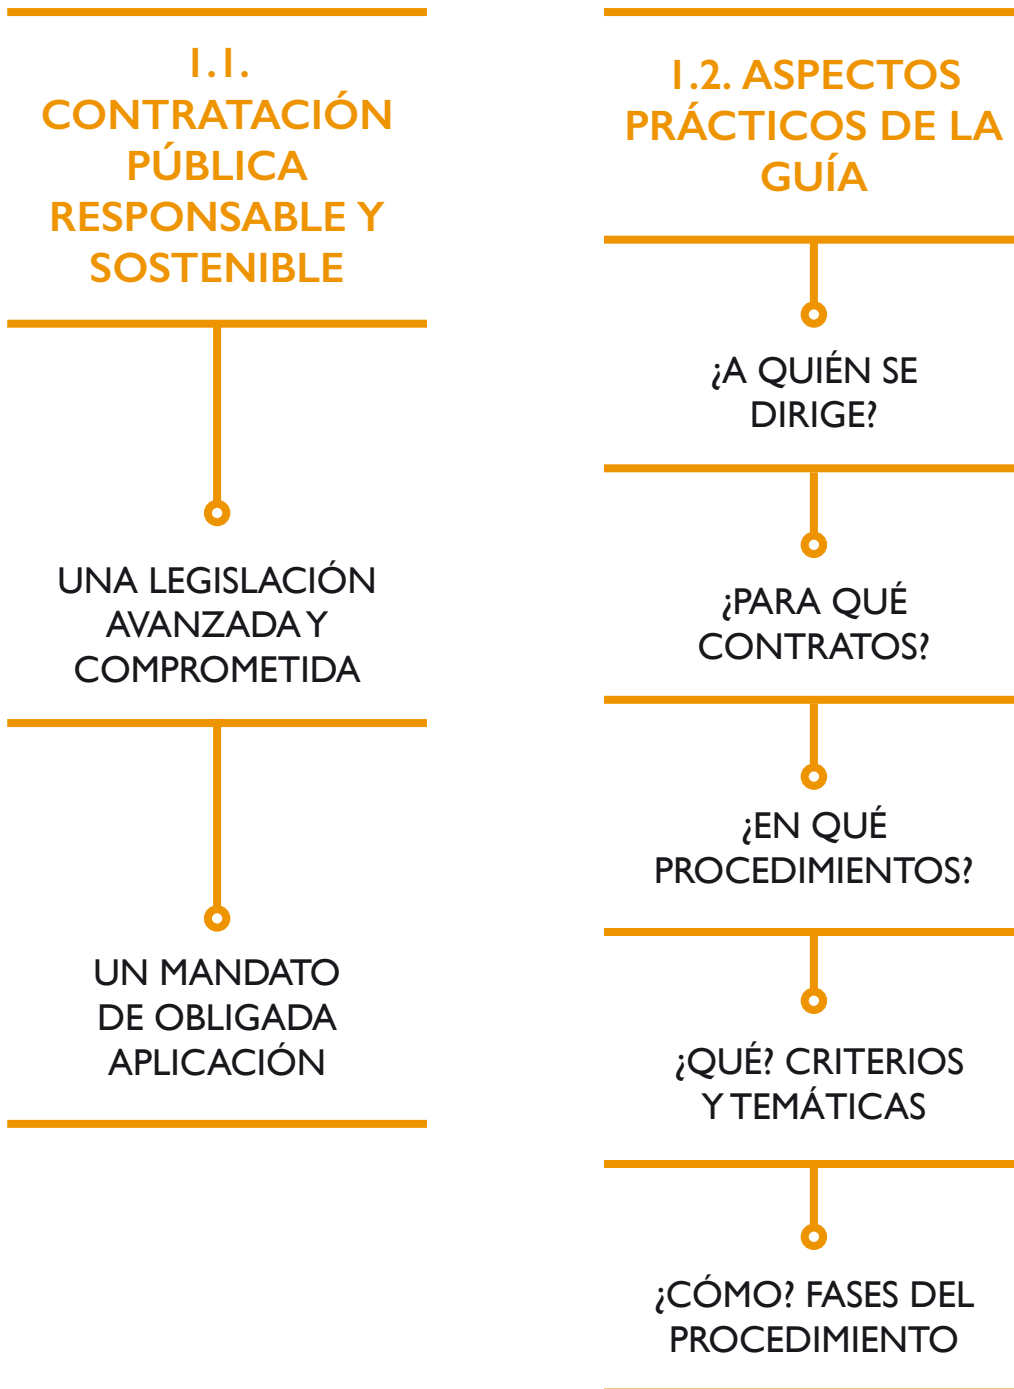 1.1.
CONTRATACIÓN
PÚBLICA
RESPONSABLE Y
SOSTENIBLE
UNA LEGISLACIÓN
AVANZADA Y
COMPROMETIDA
UN MANDATO
DE OBLIGADA
APLICACIÓN
1.2. ASPECTOS
PRÁCTICOS DE LA
GUÍA
¿A QUIÉN SE
DIRIGE?
¿PARA QUÉ
CONTRATOS?
¿EN QUÉ
PROCEDIMIENTOS?
¿QUÉ? CRITERIOS
Y TEMÁTICAS
¿CÓMO? FASES DEL
PROCEDIMIENTO